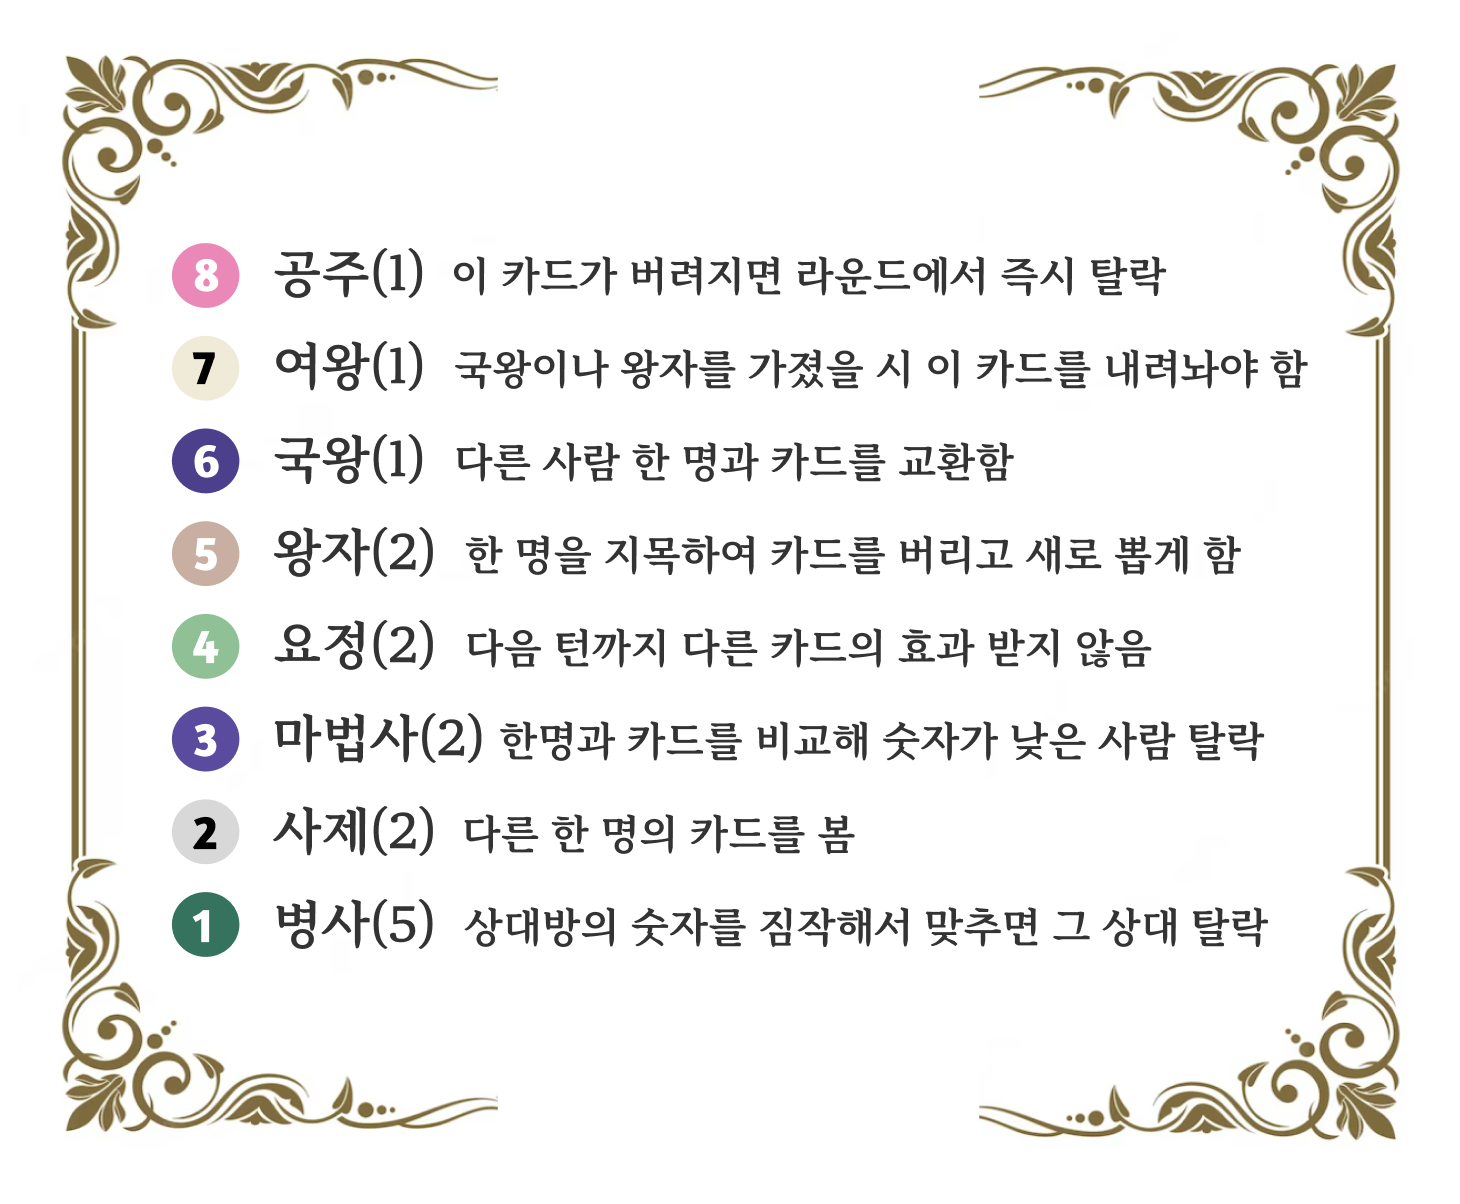 8 공주(1) 이 카드가 버려지면 라운드에서 즉시 탈락
7 여왕(1) 국왕이나 왕자를 가졌을 시 이 카드를 내려놔야 함
6 국왕(1) 다른 사람 한 명과 카드를 교환함
5 왕자(2) 한 명을 지목하여 카드를 버리고 새로 뽑게 함
4 요정(2) 다음 턴까지 다른 카드의 효과 받지 않음
3 마법사(2) 한명과 카드를 비교해 숫자가 낮은 사람 탈락
2 사제(2) 다른 한 명의 카드를 봄
1 병사(5) 상대방의 숫자를 짐작해서 맞추면 그 상대 탈락